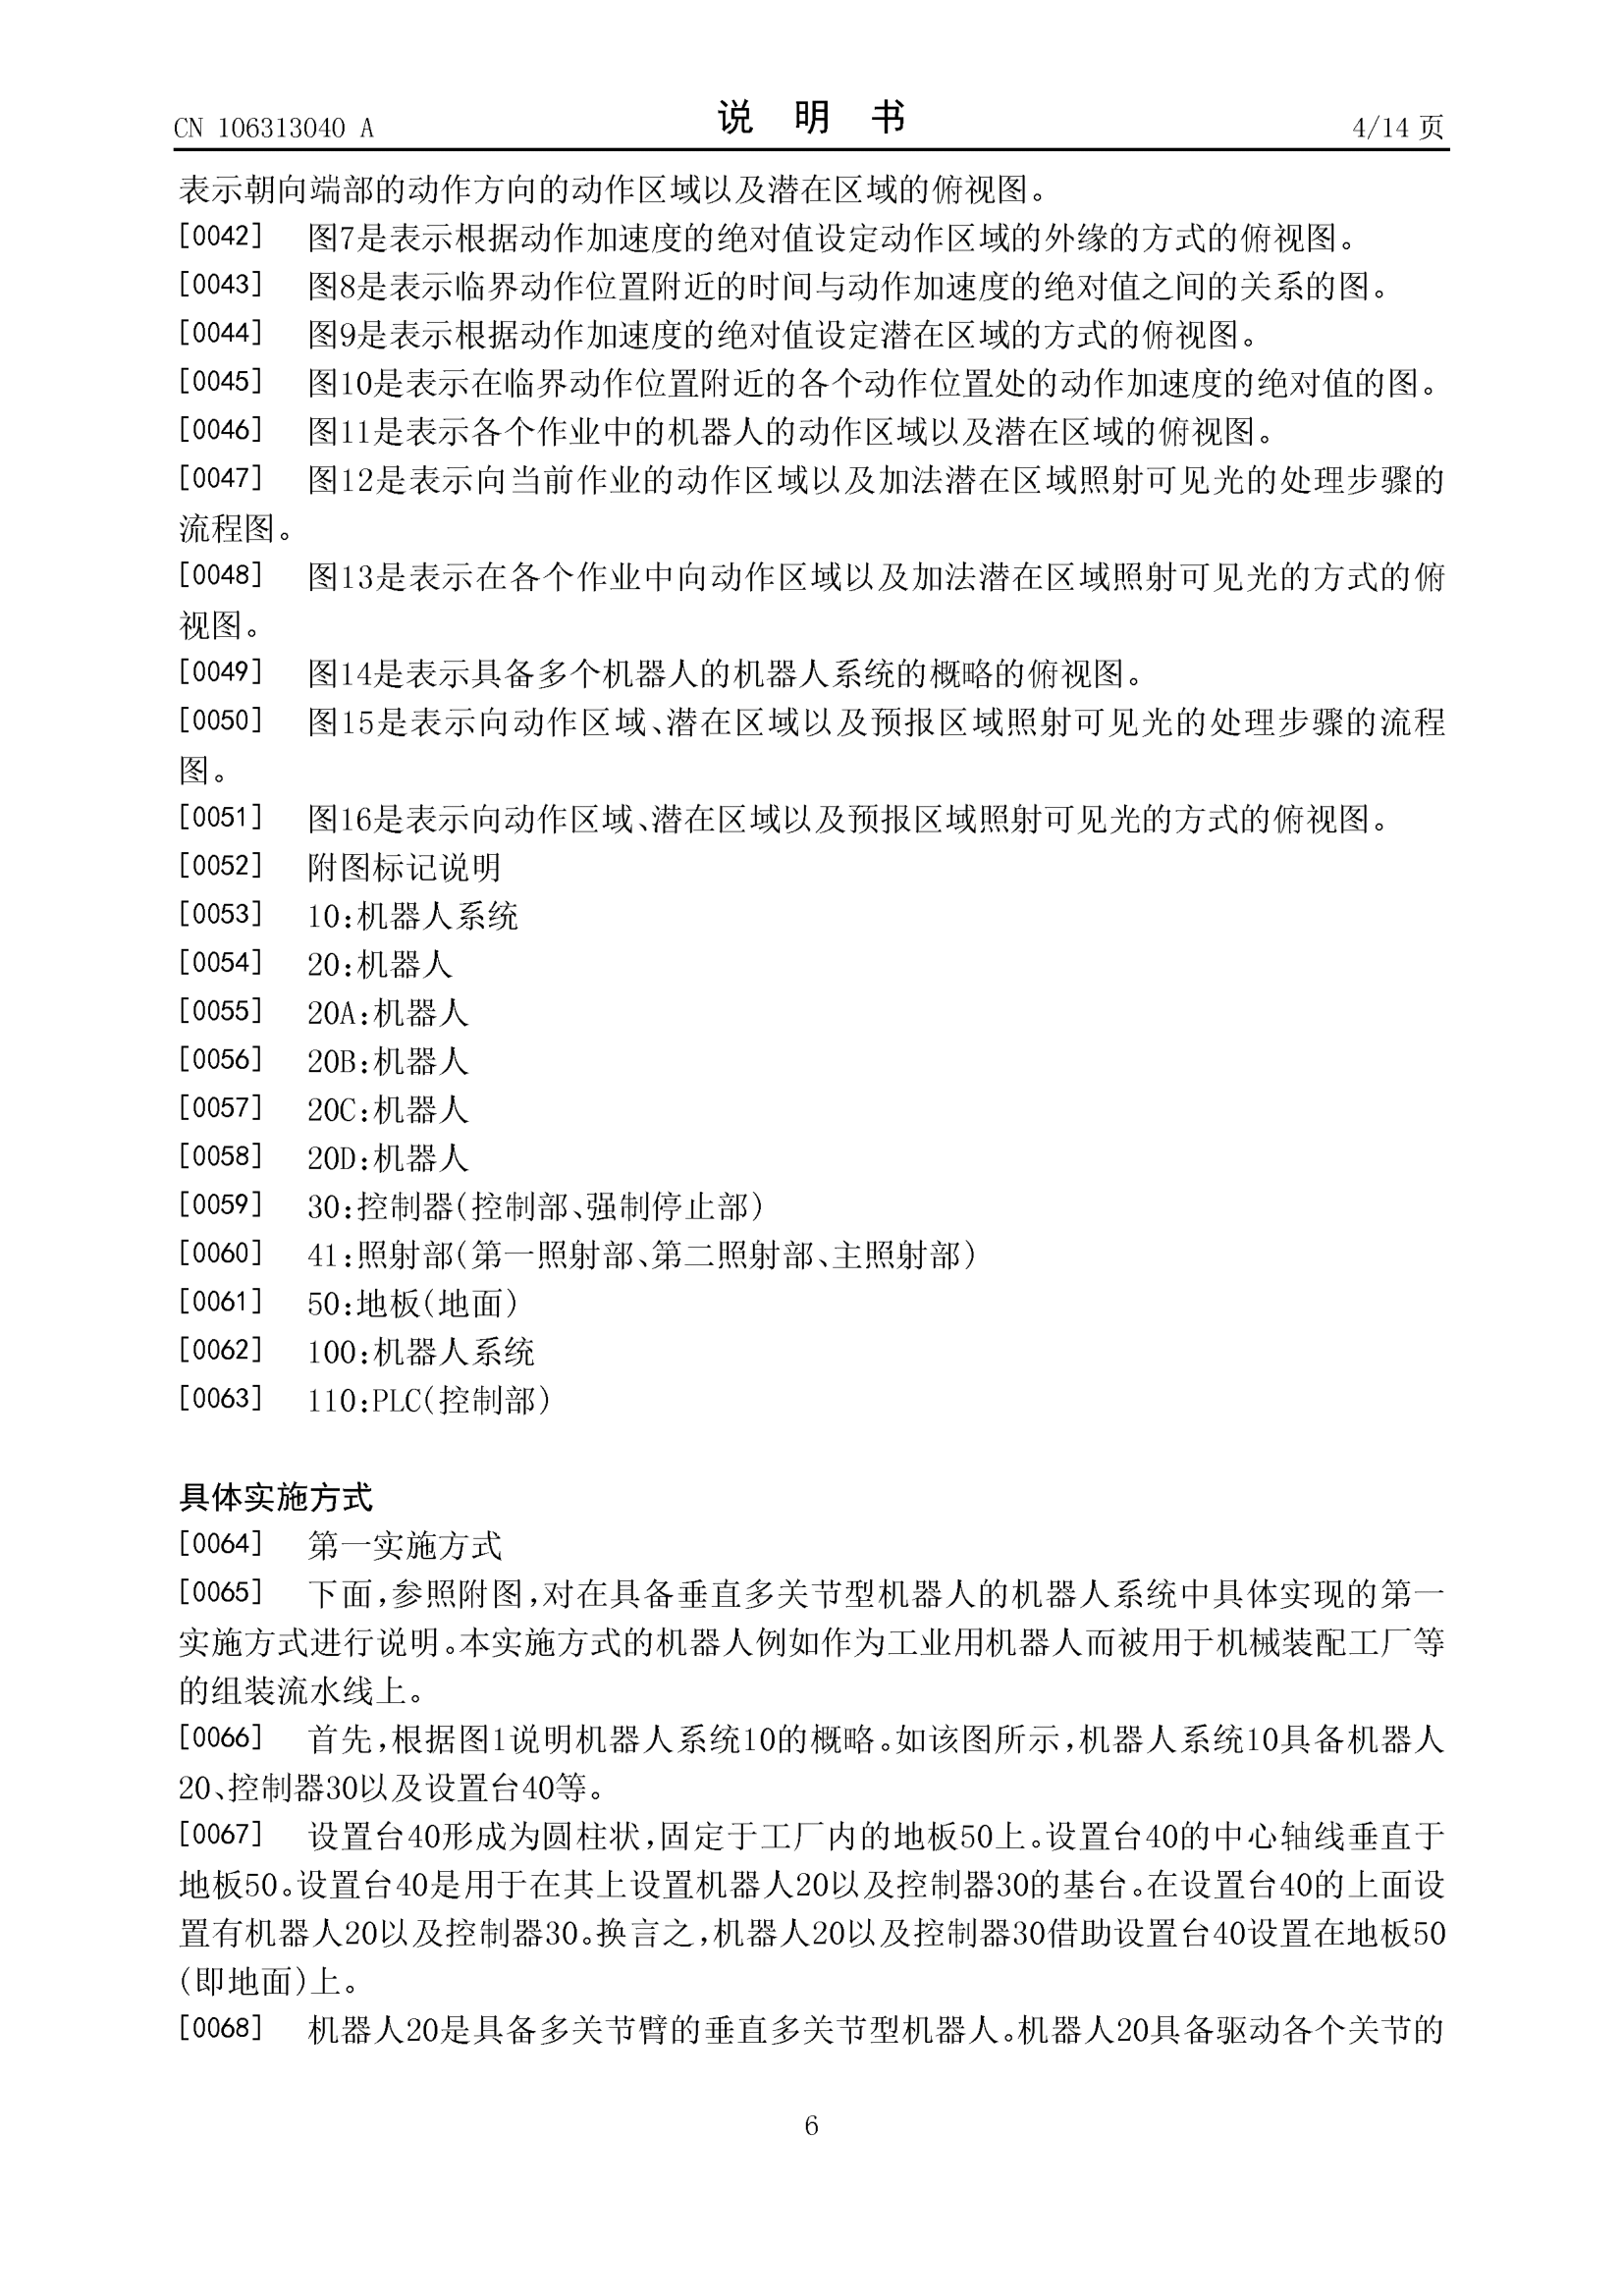 CN 106313040 A
说 明 书
4/14 页
表示朝向端部的动作方向的动作区域以及潜在区域的俯视图。
[0042] 图7是表示根据动作加速度的绝对值设定动作区域的外缘的方式的俯视图。
[0043] 图8是表示临界动作位置附近的时间与动作加速度的绝对值之间的关系的图。
[0044] 图9是表示根据动作加速度的绝对值设定潜在区域的方式的俯视图。
[0045] 图10是表示在临界动作位置附近的各个动作位置处的动作加速度的绝对值的图。
[0046] 图11是表示各个作业中的机器人的动作区域以及潜在区域的俯视图。
[0047] 图12是表示向当前作业的动作区域以及加法潜在区域照射可见光的处理步骤的
流程图。
[0048] 图13是表示在各个作业中向动作区域以及加法潜在区域照射可见光的方式的俯
视图。
[0049] 图14是表示具备多个机器人的机器人系统的概略的俯视图。
[0050] 图15是表示向动作区域、潜在区域以及预报区域照射可见光的处理步骤的流程
图。
[0051] 图16是表示向动作区域、潜在区域以及预报区域照射可见光的方式的俯视图。
[0052] 附图标记说明
[0053] 10:机器人系统
[0054] 20:机器人
[0055] 20A:机器人
[0056] 20B:机器人
[0057] 20C:机器人
[0058] 20D:机器人
[0059] 30:控制器(控制部、强制停止部)
[0060] 41:照射部(第一照射部、第二照射部、主照射部)
[0061] 50:地板(地面)
[0062] 100:机器人系统
[0063] 110:PLC(控制部)
具体实施方式
[0064] 第一实施方式
[0065] 下面,参照附图,对在具备垂直多关节型机器人的机器人系统中具体实现的第一
实施方式进行说明。本实施方式的机器人例如作为工业用机器人而被用于机械装配工厂等
的组装流水线上。
[0066] 首先,根据图1说明机器人系统10的概略。如该图所示,机器人系统10具备机器人
20、控制器30以及设置台40等。
[0067] 设置台40形成为圆柱状,固定于工厂内的地板50上。设置台40的中心轴线垂直于
地板50。设置台40是用于在其上设置机器人20以及控制器30的基台。在设置台40的上面设
置有机器人20以及控制器30。换言之,机器人20以及控制器30借助设置台40设置在地板50
(即地面)上。
[0068] 机器人20是具备多关节臂的垂直多关节型机器人。机器人20具备驱动各个关节的
6